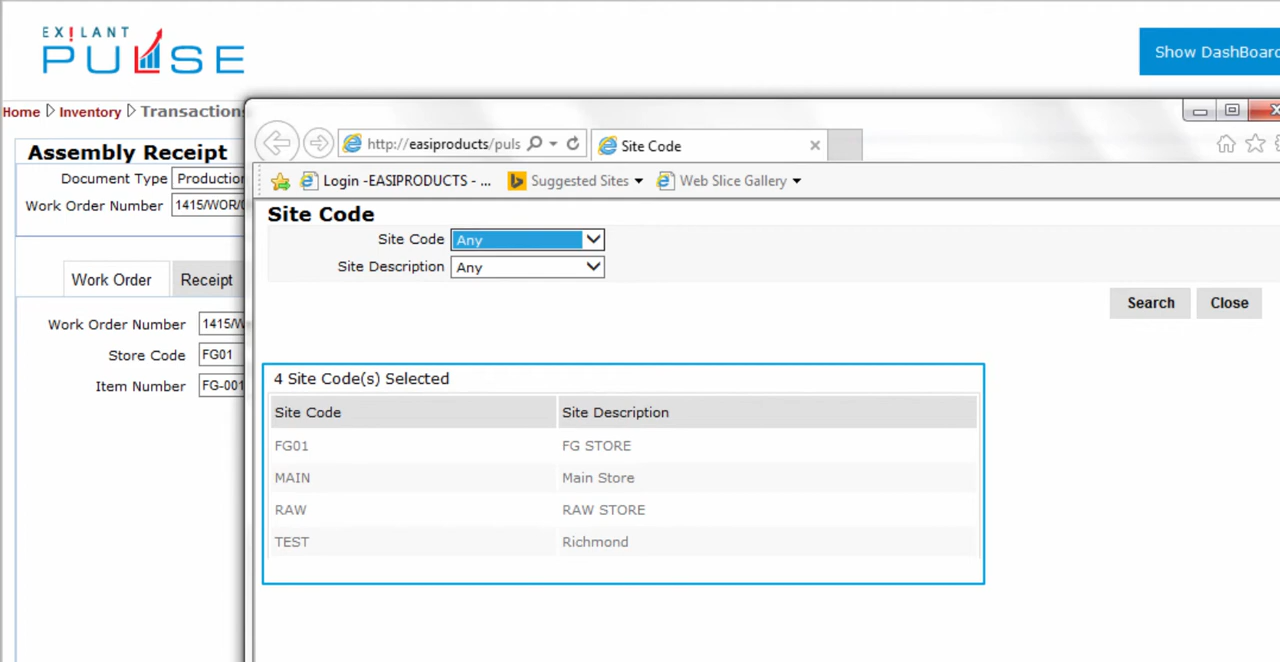 EXILANT
PULSE
Show DashBoard
Home Inventory Transactions
Assembly Receipt
Document Type Production
Work Order Number 1415/WOR/
Work Order Receipt
Work Order Number 1415/W
Store Code FG01
Item Number FG-001
http://easiproducts/puls
Site Code
Login -EASIPRODUCTS - ...
Suggested Sites
Web Slice Gallery
Site Code
Site Code Any
Site Description Any
Search Close
4 Site Code(s) Selected
Site Code Site Description
FG01 FG STORE
MAIN Main Store
RAW RAW STORE
TEST Richmond